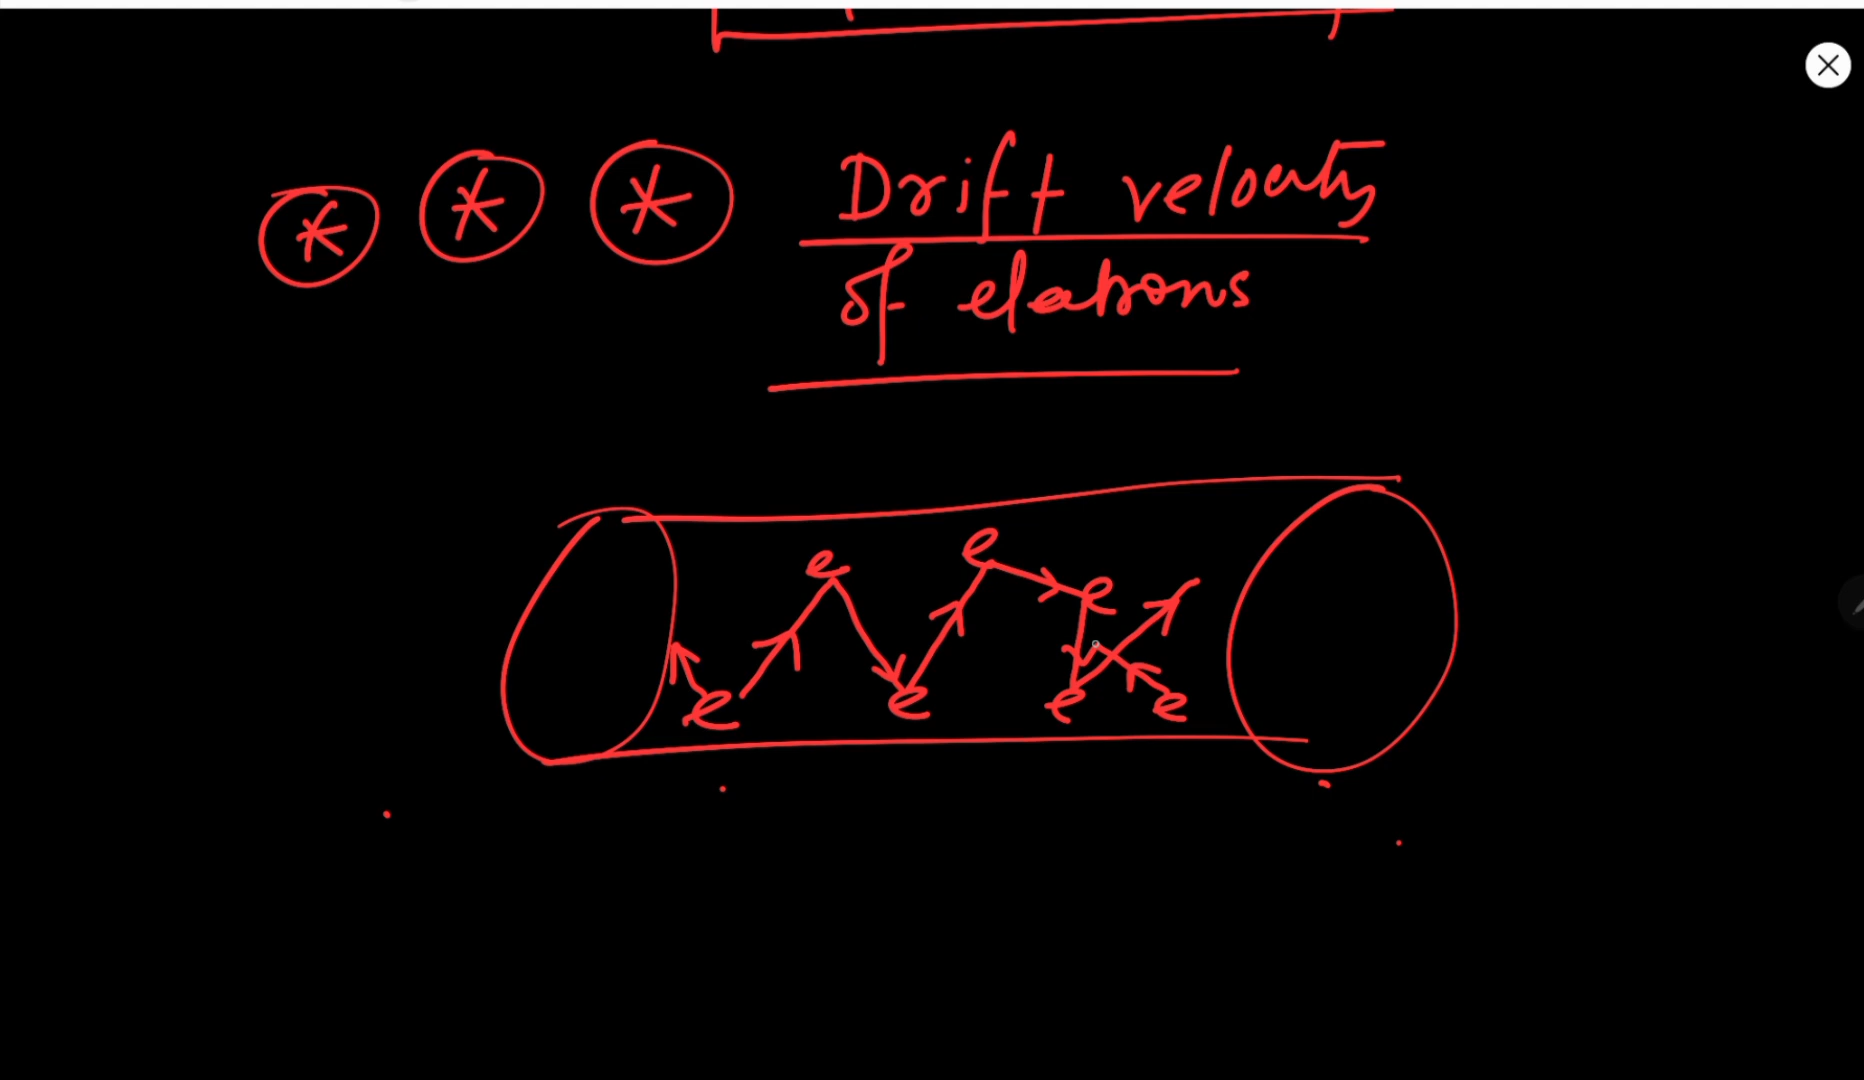 * * * Drift velocity
of electrons
e e
e
e e e e